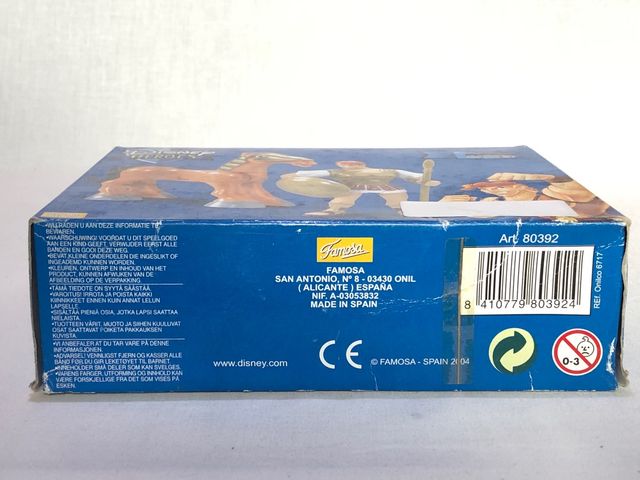 DISNEY
HEROES
WIJ RADEN U AAN DEZE INFORMATIE TE
BEWAREN.
•WAARSCHUWING! VOORDAT U DIT SPEELGOED
AAN EEN KIND GEEFT, VERWIJDER EERST ALLE
BANDEN EN GOOI DEZE WEG.
•BEVAT KLEINE ONDERDELEN DIE INGESLIKT OF
INGEADEMD KUNNEN WORDEN.
•KLEUREN, ONTWERP EN INHOUD VAN HET
PRODUCT, KUNNEN AFWIJKEN VAN DE
AFBEELDING OP DE VERPAKKING.
•TÄMÄ TIEDOTE ON SYYTÄ SÄÄSTÄÄ.
•VAROITUS! IRROTA JA POISTA KAIKKI
KIINNIKKEET ENNEN KUIN ANNAT LELUN
LAPSELLE.
•SISÄLTÄÄ PIENIÄ OSIA, JOTKA LAPSI SAATTAA
NIELAISTA.
•TUOTTEEN VÄRIT, MUOTO JA SIIHEN KUULUVAT
OSAT SAATTAVAT POIKETA PAKKAUKSEN
KUVISTA.
•VI ANBEFALER AT DU TAR VARE PÅ DENNE
INFORMASJONEN.
•ADVARSEL! VENNLIGST FJERN OG KASSER ALLE
BÅND FØR DU GIR LEKETØYET TIL BARNET.
•INNEHOLDER SMÅ DELER SOM KAN SVELGES.
•VARENS FARGER, UTFORMING OG INNHOLD KAN
VÆRE FORSKJELLIGE FRA DET SOM VISES PÅ
ESKEN.
Famosa
FAMOSA
SAN ANTONIO, Nº 8 - 03430 ONIL
( ALICANTE ) ESPAÑA
NIF. A-03053832
MADE IN SPAIN
www.disney.com
CE
© FAMOSA - SPAIN 2004
Art. 80392
8 410779 803924
REF. Onilco 6717
0-3